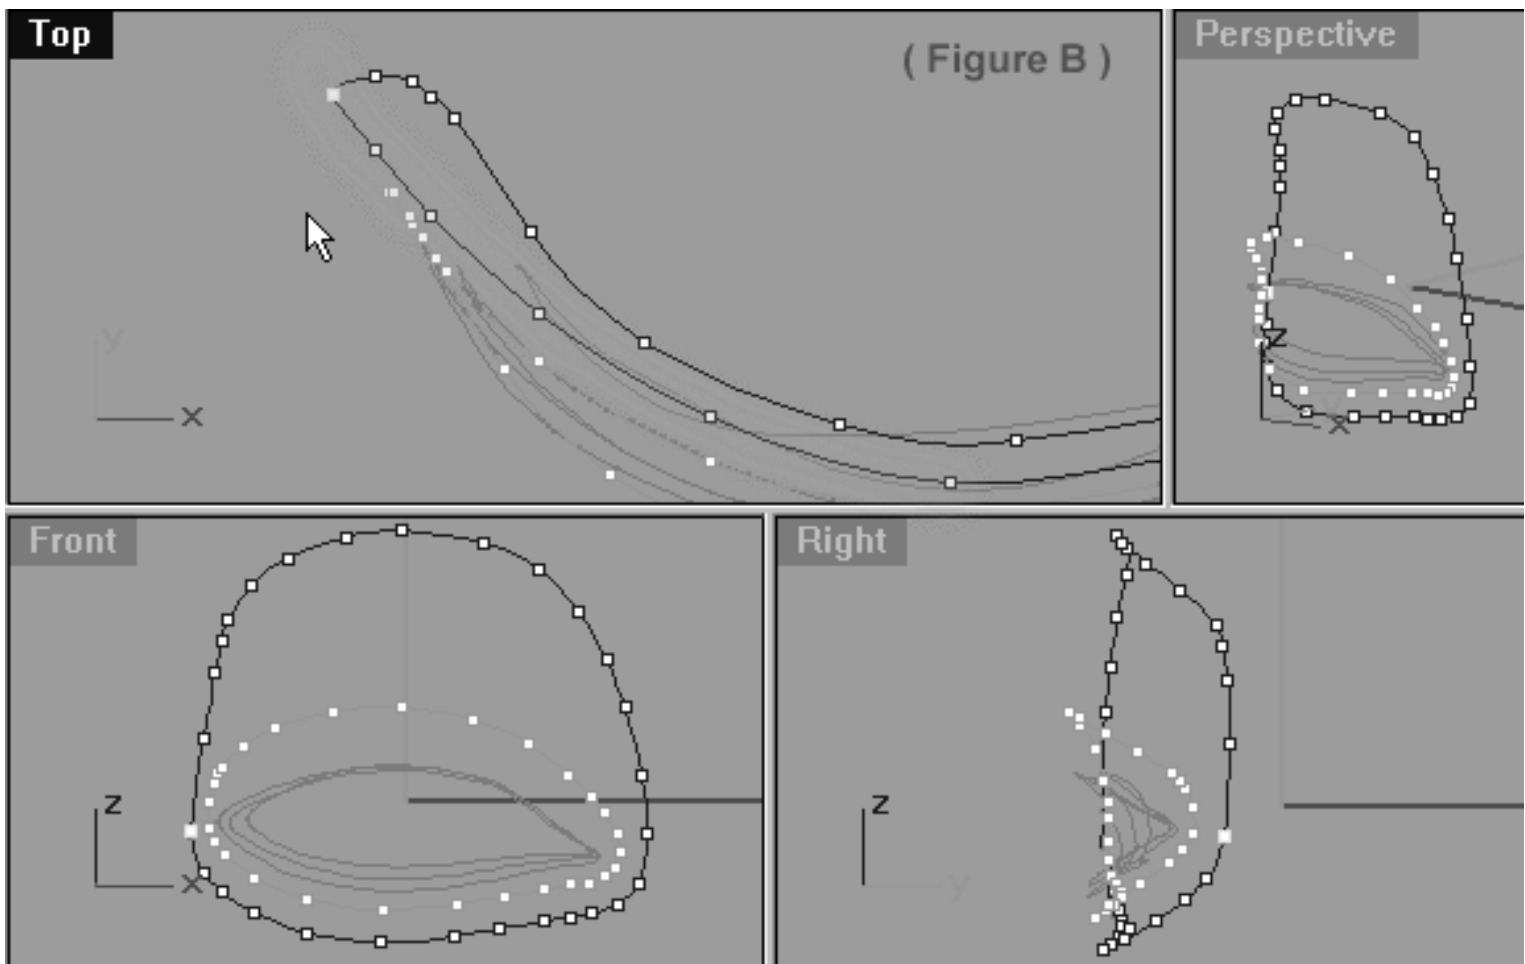 Top
( Figure B )
Perspective
y
x
z
y
x
Front
Right
z
x
z
y